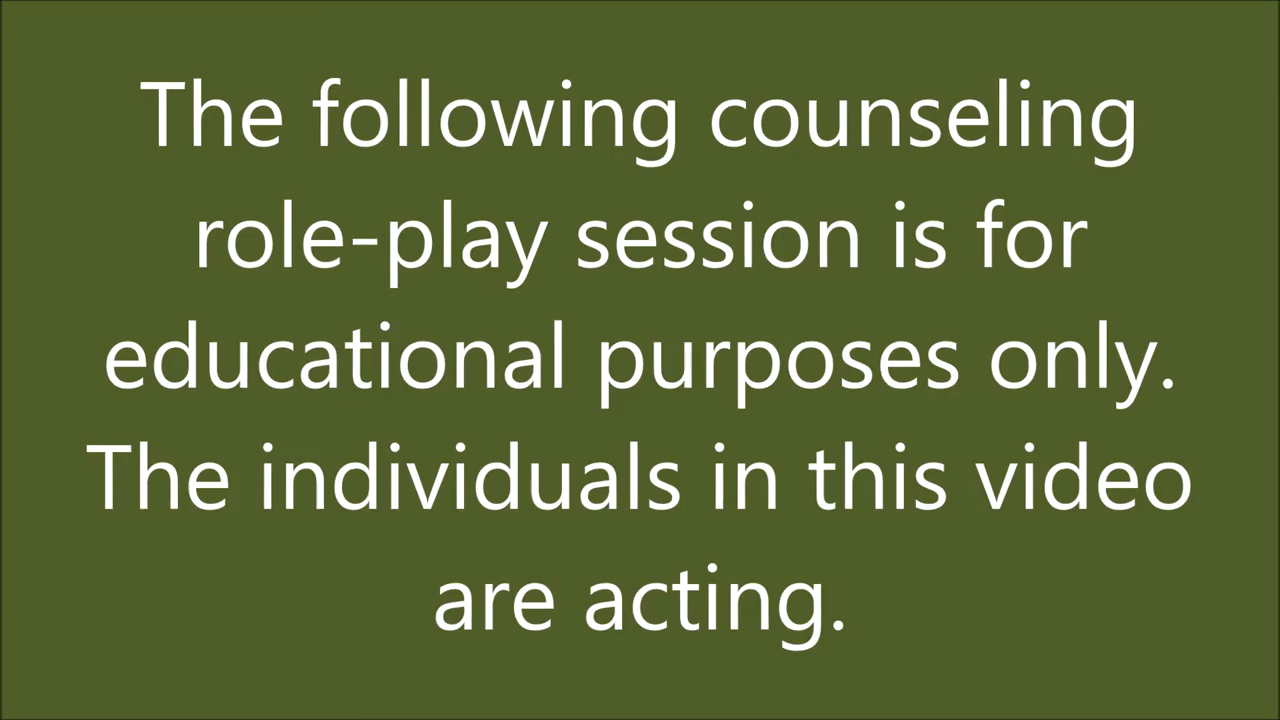 The following counseling
role-play session is for
educational purposes only.
The individuals in this video
are acting.